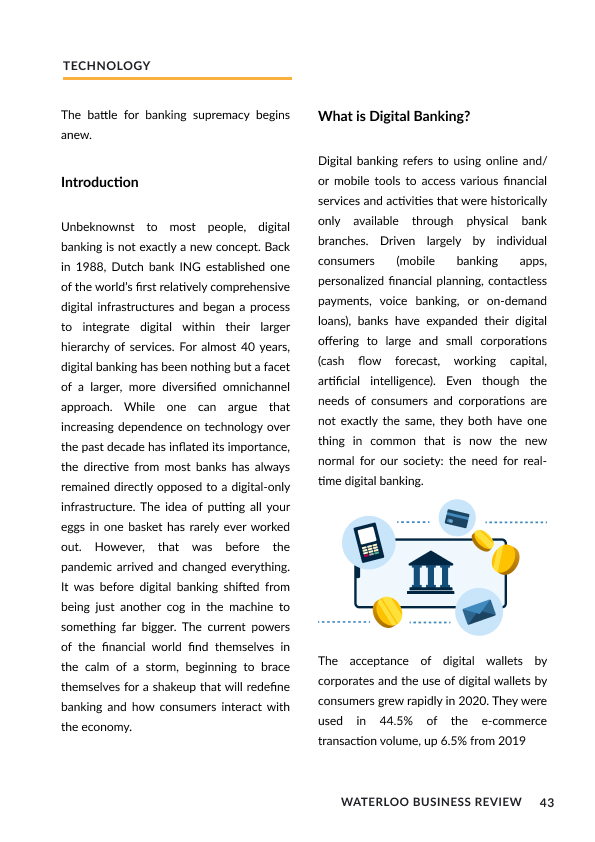 TECHNOLOGY
The battle for banking supremacy begins
anew.
Introduction
Unbeknownst to most people, digital
banking is not exactly a new concept. Back
in 1988, Dutch bank ING established one
of the world's first relatively comprehensive
digital infrastructures and began a process
to integrate digital within their larger
hierarchy of services. For almost 40 years,
digital banking has been nothing but a facet
of a larger, more diversified omnichannel
approach. While one can argue that
increasing dependence on technology over
the past decade has inflated its importance,
the directive from most banks has always
remained directly opposed to a digital-only
infrastructure. The idea of putting all your
eggs in one basket has rarely ever worked
out. However, that was before the
pandemic arrived and changed everything.
It was before digital banking shifted from
being just another cog in the machine to
something far bigger. The current powers
of the financial world find themselves in
the calm of a storm, beginning to brace
themselves for a shakeup that will redefine
banking and how consumers interact with
the economy.
What is Digital Banking?
Digital banking refers to using online and/
or mobile tools to access various financial
services and activities that were historically
only available through physical bank
branches. Driven largely by individual
consumers (mobile banking apps,
personalized financial planning, contactless
payments, voice banking, or on-demand
loans), banks have expanded their digital
offering to large and small corporations
(cash flow forecast, working capital,
artificial intelligence). Even though the
needs of consumers and corporations are
not exactly the same, they both have one
thing in common that is now the new
normal for our society: the need for real-
time digital banking.
The acceptance of digital wallets by
corporates and the use of digital wallets by
consumers grew rapidly in 2020. They were
used in 44.5% of the e-commerce
transaction volume, up 6.5% from 2019
WATERLOO BUSINESS REVIEW 43